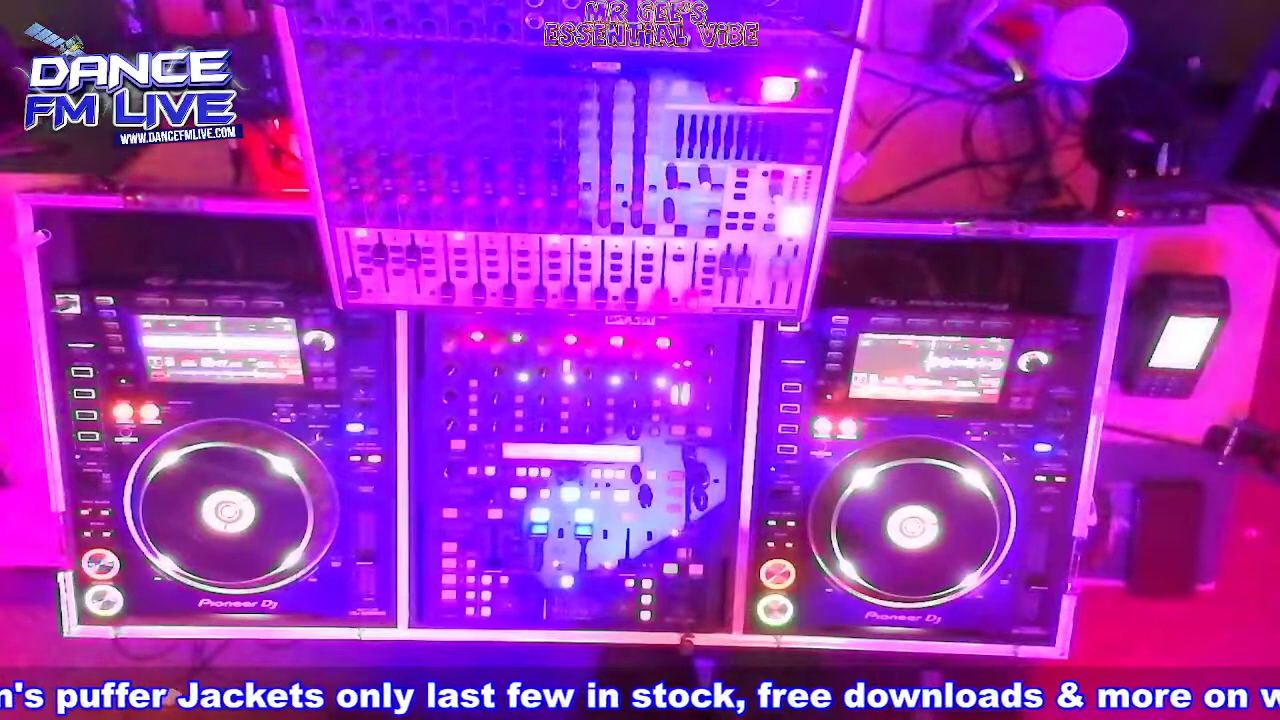 MR GEE'S
ESSENTIAL VIBE
DANCE
FM LIVE
WWW.DANCEFMLIVE.COM
Pioneer Dj
Pioneer Dj
n's puffer Jackets only last few in stock, free downloads & more on w